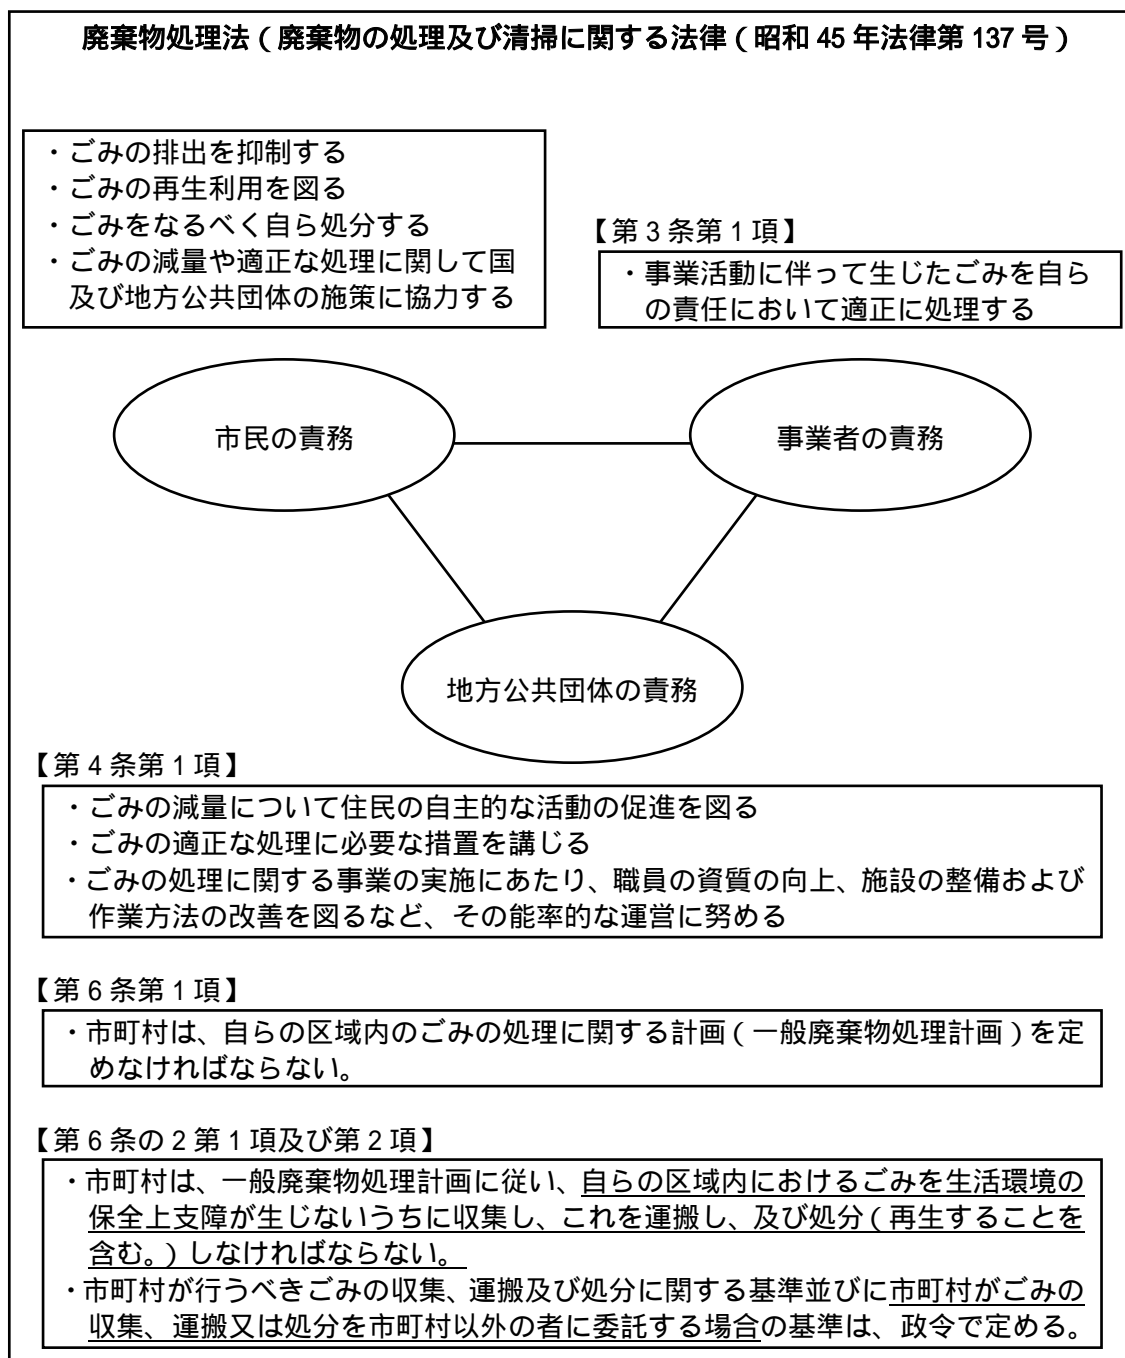 廃棄物処理法（廃棄物の処理及び清掃に関する法律（昭和 45 年法律第 137 号）
・ごみの排出を抑制する
・ごみの再生利用を図る
・ごみをなるべく自ら処分する
・ごみの減量や適正な処理に関して国
及び地方公共団体の施策に協力する
【第 3 条第 1 項】
・事業活動に伴って生じたごみを自ら
の責任において適正に処理する
市民の責務
事業者の責務
地方公共団体の責務
【第 4 条第 1 項】
・ごみの減量について住民の自主的な活動の促進を図る
・ごみの適正な処理に必要な措置を講じる
・ごみの処理に関する事業の実施にあたり、職員の資質の向上、施設の整備および
作業方法の改善を図るなど、その能率的な運営に努める
【第 6 条第 1 項】
・市町村は、自らの区域内のごみの処理に関する計画（一般廃棄物処理計画）を定
めなければならない。
【第 6 条の 2 第 1 項及び第 2 項】
・市町村は、一般廃棄物処理計画に従い、自らの区域内におけるごみを生活環境の
保全上支障が生じないうちに収集し、これを運搬し、及び処分（再生することを
含む。）しなければならない。
・市町村が行うべきごみの収集、運搬及び処分に関する基準並びに市町村がごみの
収集、運搬又は処分を市町村以外の者に委託する場合の基準は、政令で定める。